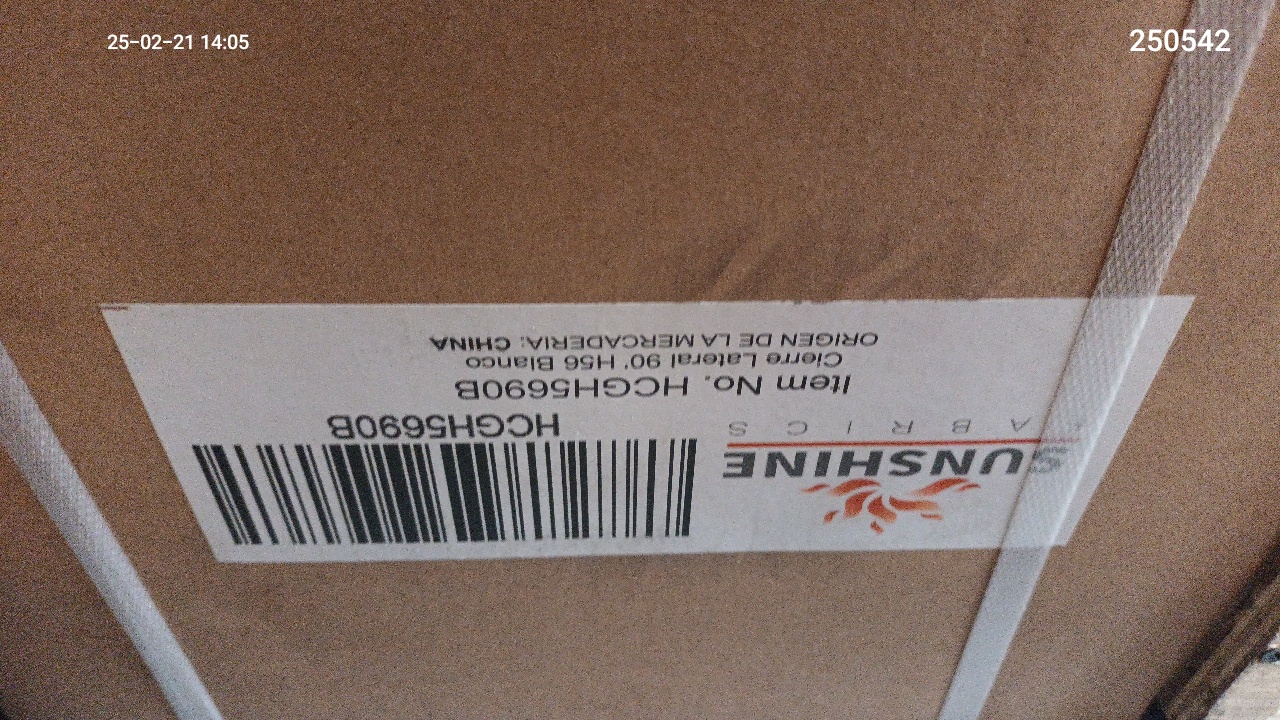 25-02-21 14:05
250542
SUNSHINE
FABRICS
HCGH5690B
Item No. HCGH5690B
Cierre Lateral 90' H56 Blanco
ORIGEN DE LA MERCADERIA: CHINA